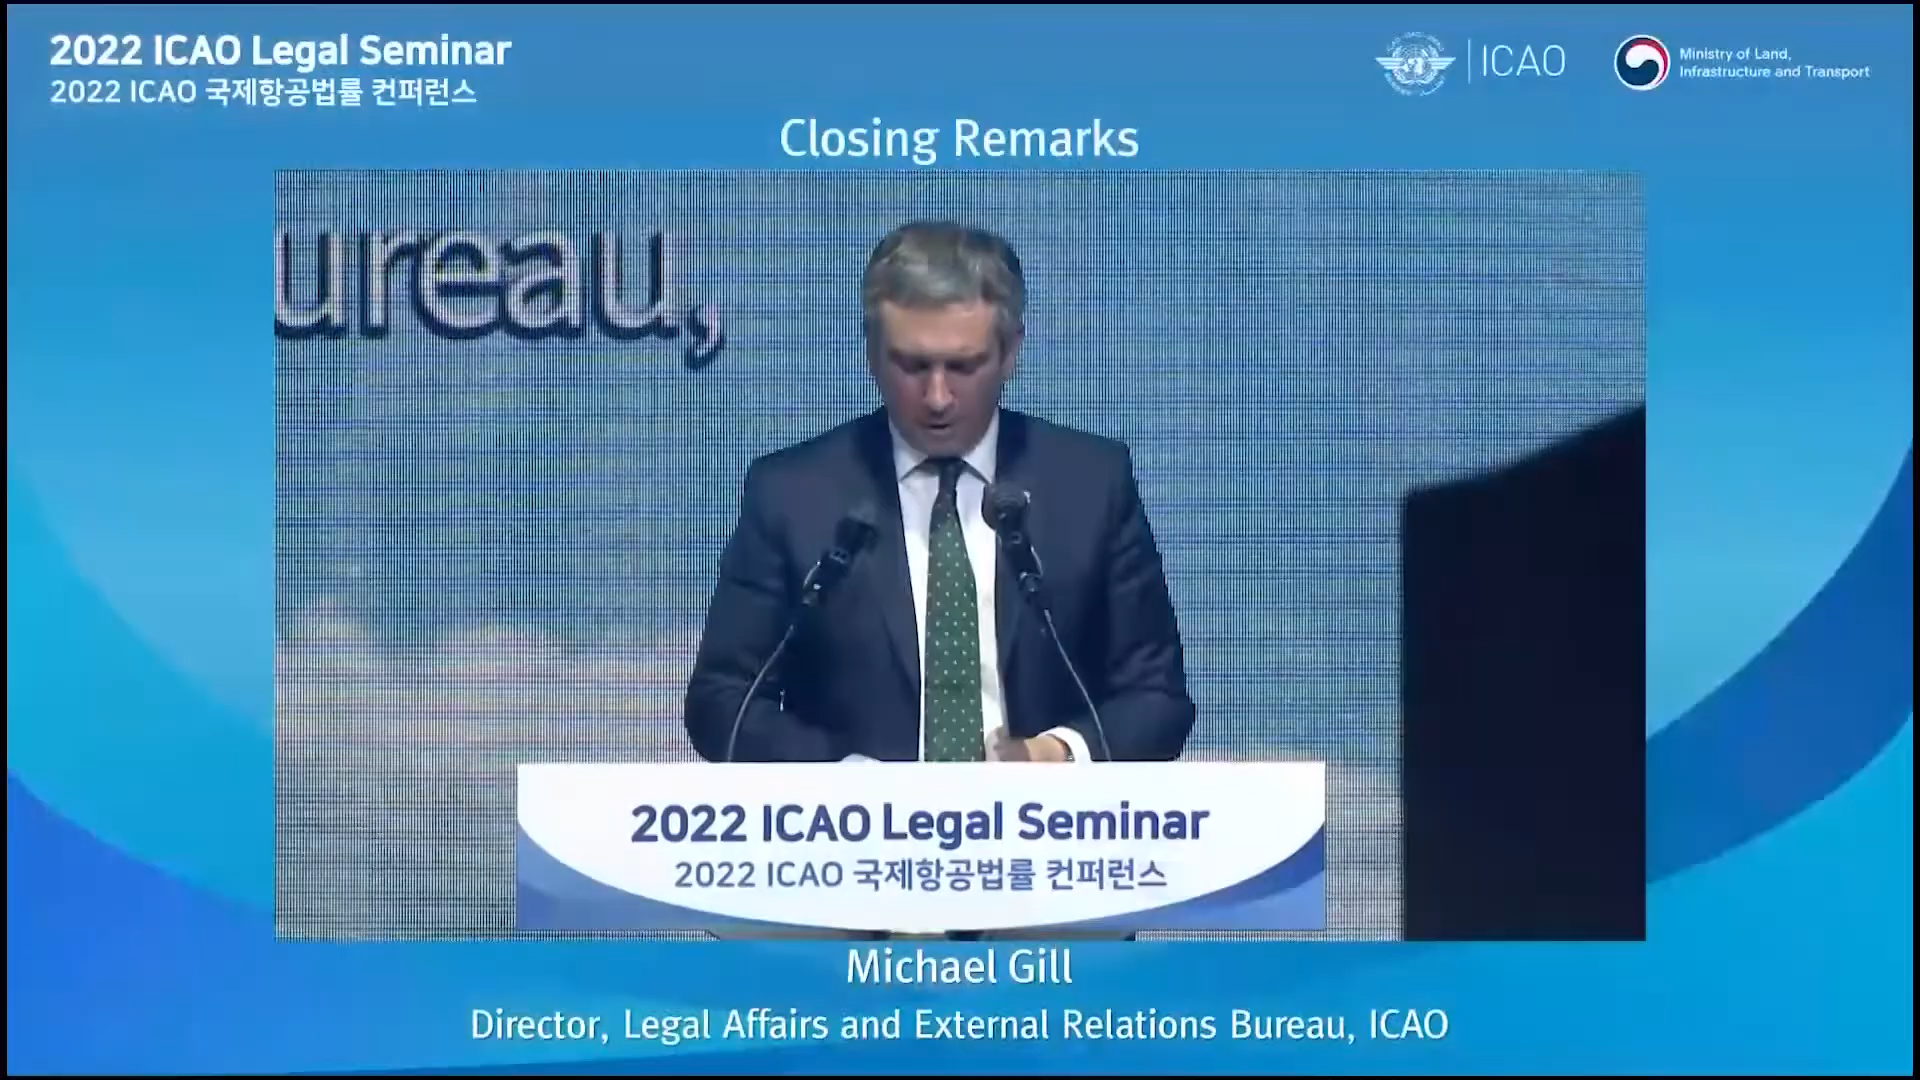 2022 ICAO Legal Seminar
2022 ICAO 국제항공법률 컨퍼런스
ICAO
Ministry of Land,
Infrastructure and Transport
Closing Remarks
ureau,
2022 ICAO Legal Seminar
2022 ICAO 국제항공법률 컨퍼런스
Michael Gill
Director, Legal Affairs and External Relations Bureau, ICAO